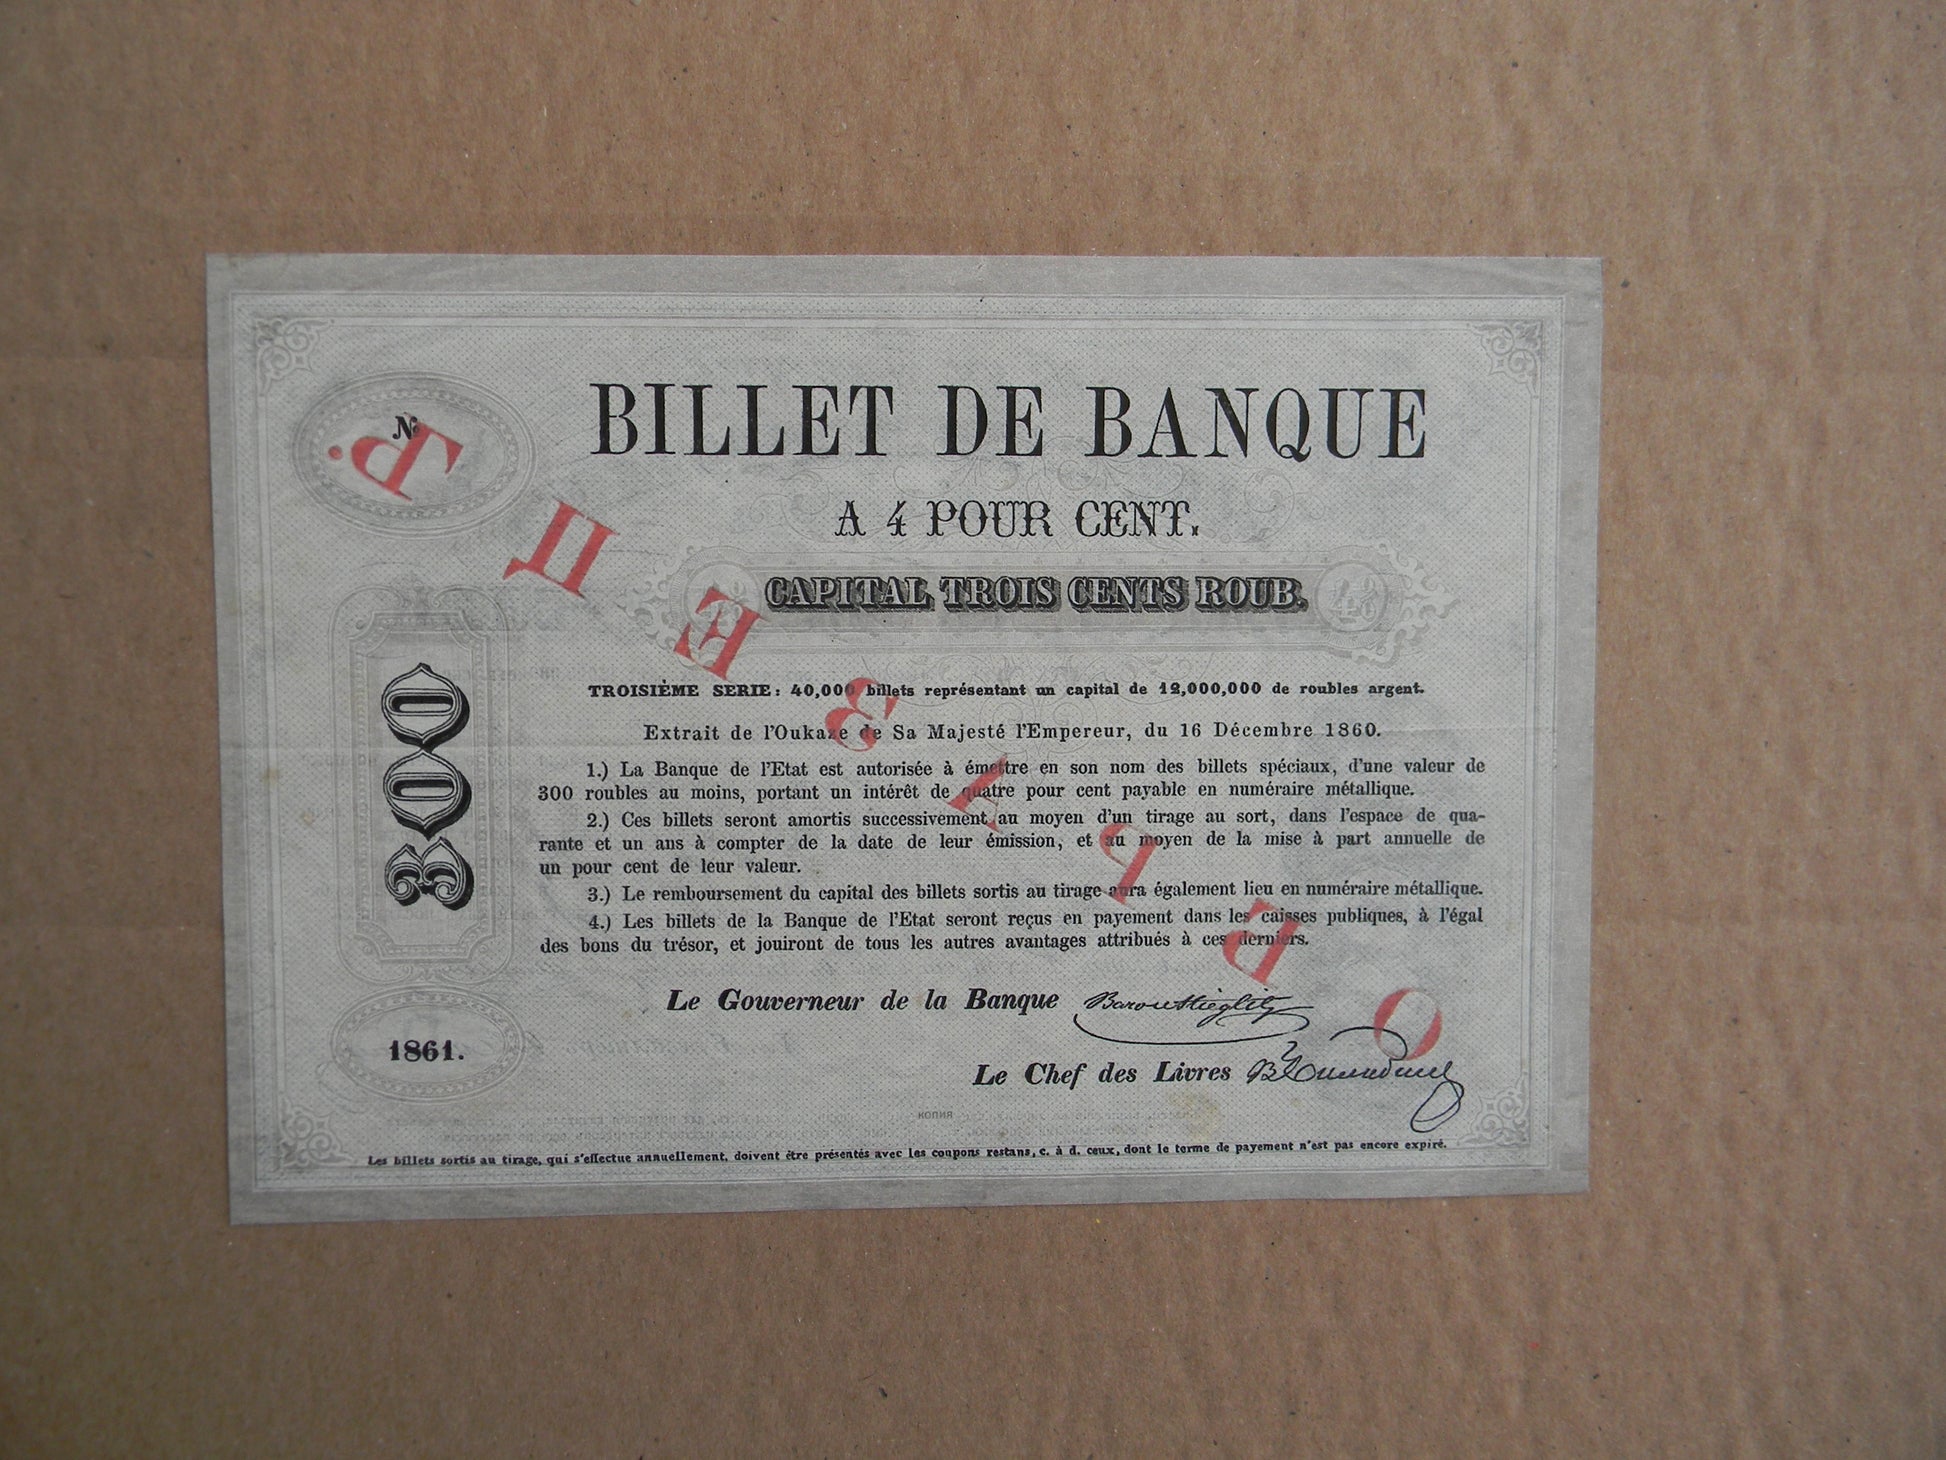 BILLET DE BANQUE
A 4 POUR CENT.
CAPITAL TROIS CENTS ROUB.
TROISIÈME SERIE: 40,000 billets représentant un capital de 12,000,000 de roubles argent.
Extrait de l'Oukaze de Sa Majesté l'Empereur, du 16 Décembre 1860.
1.) La Banque de l'Etat est autorisée à émettre en son nom des billets spéciaux, d'une valeur de
300 roubles au moins, portant un intérêt de quatre pour cent payable en numéraire métallique.
2.) Ces billets seront amortis successivement au moyen d'un tirage au sort, dans l'espace de qua-
rante et un ans à compter de la date de leur émission, et au moyen de la mise à part annuelle de
un pour cent de leur valeur.
3.) Le remboursement du capital des billets sortis au tirage aura également lieu en numéraire métallique.
4.) Les billets de la Banque de l'Etat seront reçus en payement dans les caisses publiques, à l'égal
des bons du trésor, et jouiront de tous les autres avantages attribués à ces derniers.
Le Gouverneur de la Banque Baron Stieglitz
Le Chef des Livres
Les billets sortis au tirage, qui s'effectue annuellement, doivent être présentés avec les coupons restans, c. à d. ceux, dont le terme de payement n'est pas encore expiré.
№
300
1861.
ОБРАЗЕЦЪ.